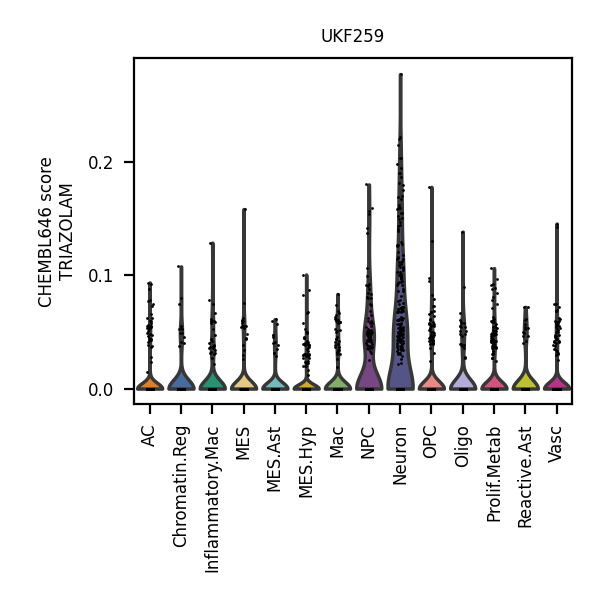 UKF259
CHEMBL646 score
TRIAZOLAM
0.2
0.1
0.0
AC
Chromatin.Reg
Inflammatory.Mac
MES
MES.Ast
MES.Hyp
Mac
NPC
Neuron
OPC
Oligo
Prolif.Metab
Reactive.Ast
Vasc